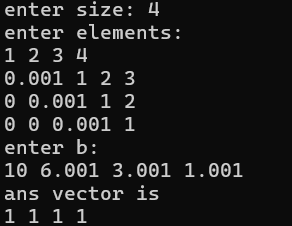 enter size: 4
enter elements:
1 2 3 4
0.001 1 2 3
0 0.001 1 2
0 0 0.001 1
enter b:
10 6.001 3.001 1.001
ans vector is
1 1 1 1